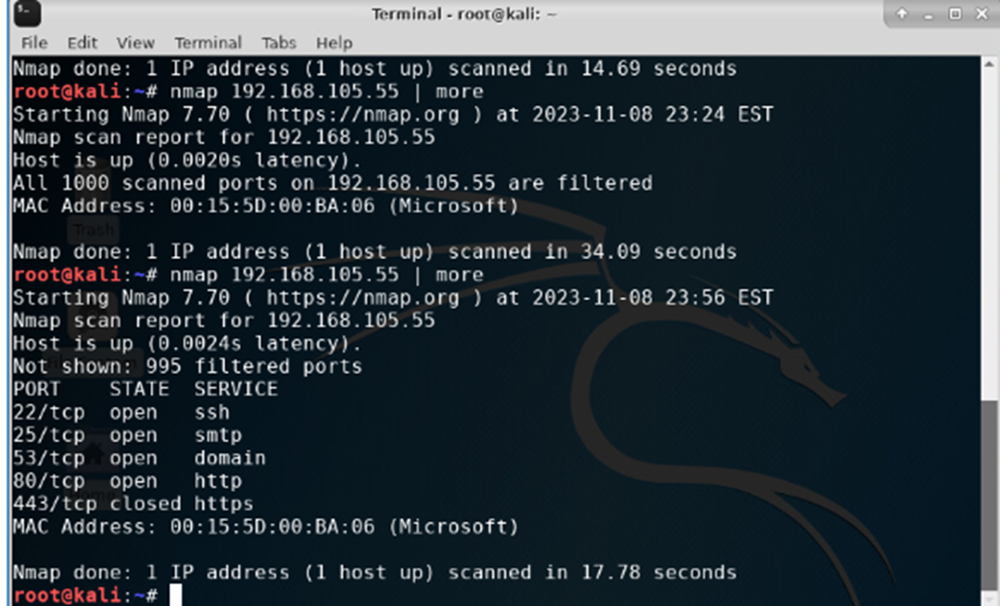 Terminal - root@kali: ~
File Edit View Terminal Tabs Help
Nmap done: 1 IP address (1 host up) scanned in 14.69 seconds
root@kali:~# nmap 192.168.105.55 | more
Starting Nmap 7.70 ( https://nmap.org ) at 2023-11-08 23:24 EST
Nmap scan report for 192.168.105.55
Host is up (0.0020s latency).
All 1000 scanned ports on 192.168.105.55 are filtered
MAC Address: 00:15:5D:00:BA:06 (Microsoft)
Trash
Nmap done: 1 IP address (1 host up) scanned in 34.09 seconds
root@kali:~# nmap 192.168.105.55 | more
Starting Nmap 7.70 ( https://nmap.org ) at 2023-11-08 23:56 EST
Nmap scan report for 192.168.105.55
Host is up (0.0024s latency).
Not shown: 995 filtered ports
PORT STATE SERVICE
22/tcp open ssh
25/tcp open smtp
53/tcp open domain
80/tcp open http
443/tcp closed https
MAC Address: 00:15:5D:00:BA:06 (Microsoft)
Nmap done: 1 IP address (1 host up) scanned in 17.78 seconds
root@kali:~#